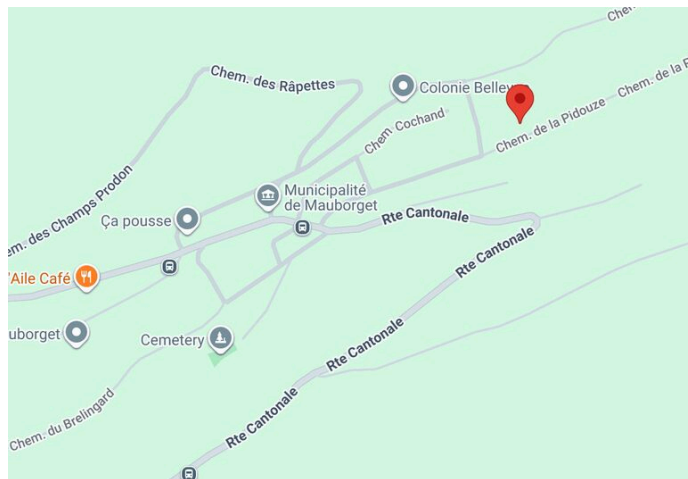 Chem. des Râpettes
Colonie Bellevue
Chem. de la P
Chem. Cochand
Chem. de la Pidouze
Municipalité
de Mauborget
Ça pousse
em. des Champs Prodon
Rte Cantonale
Rte Cantonale
'Aile Café
Rte Cantonale
uborget
Cemetery
Chem. du Brelingard
Rte Cantonale